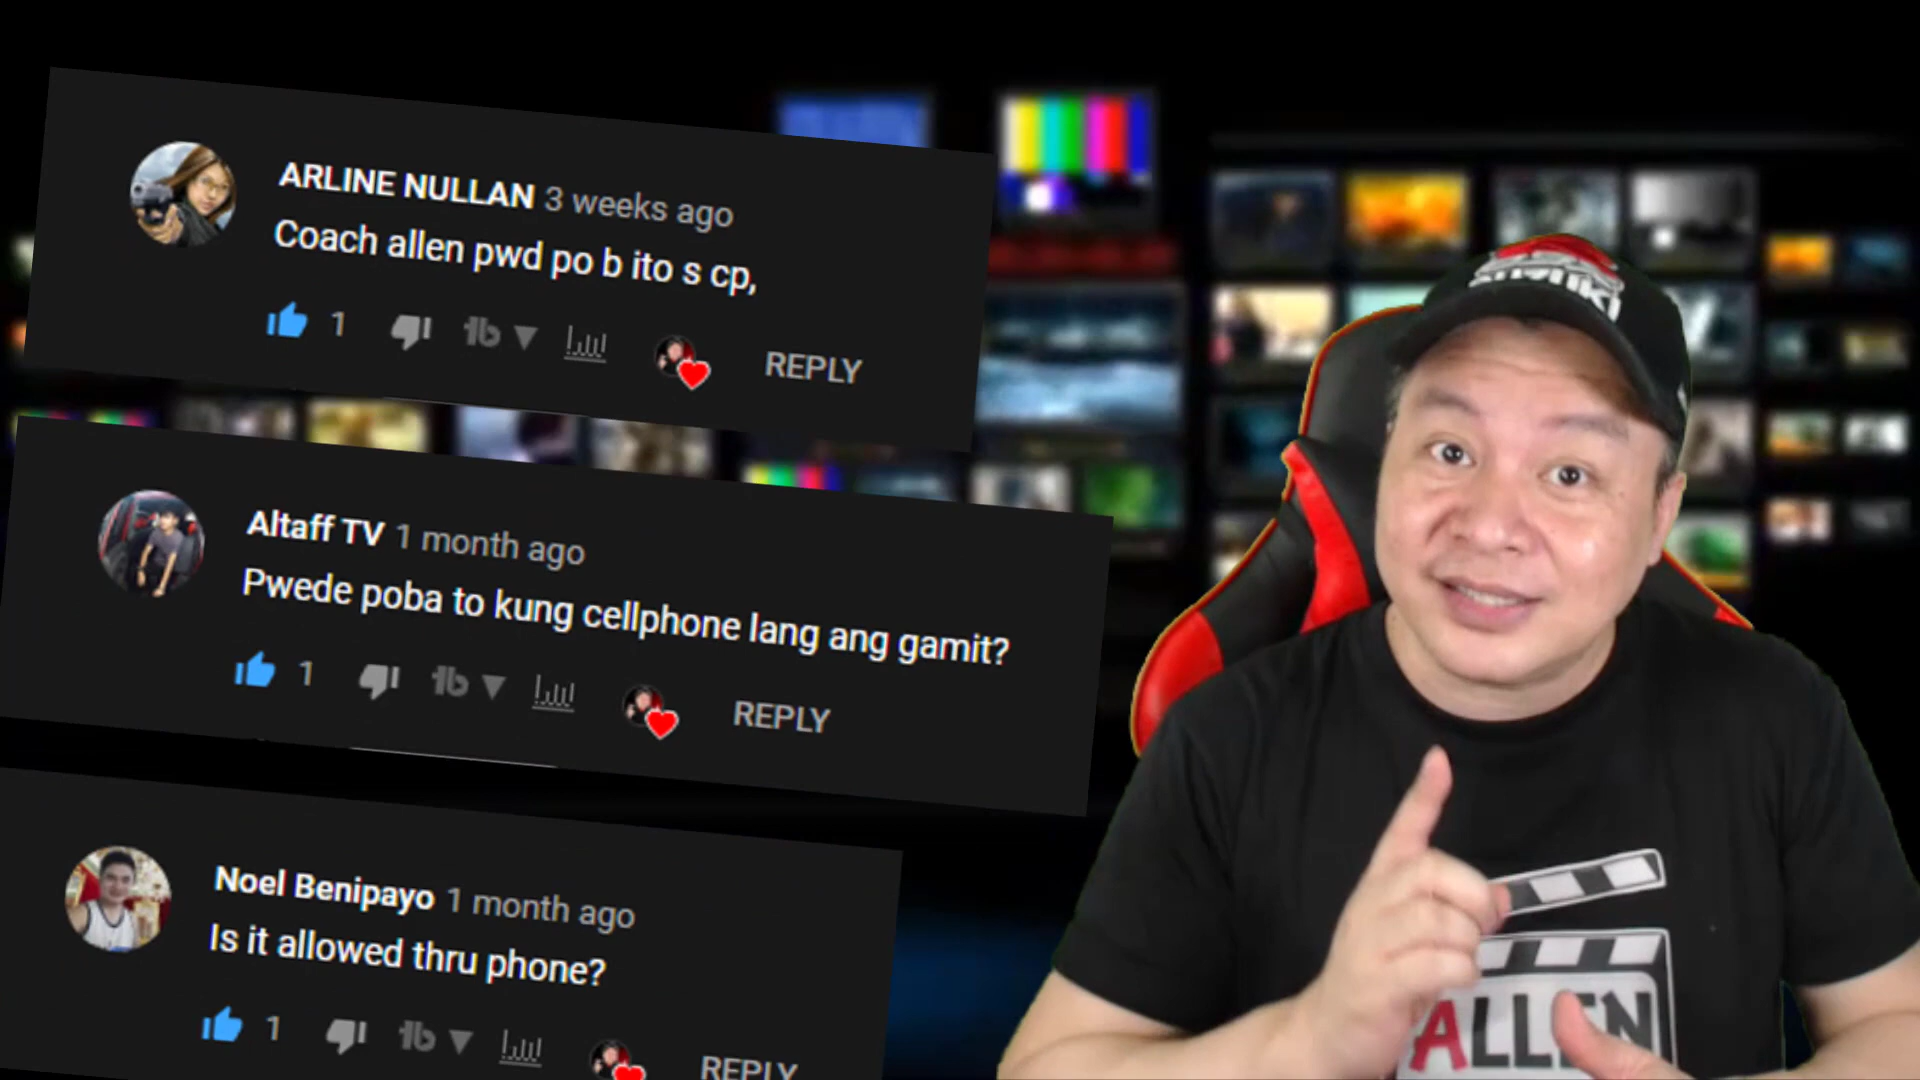 ARLINE NULLAN 3 weeks ago
Coach allen pwd po b ito s cp,
1 REPLY
Altaff TV 1 month ago
Pwede poba to kung cellphone lang ang gamit?
1 REPLY
Noel Benipayo 1 month ago
Is it allowed thru phone?
1 REPLY
SUZUKI
ALLEN